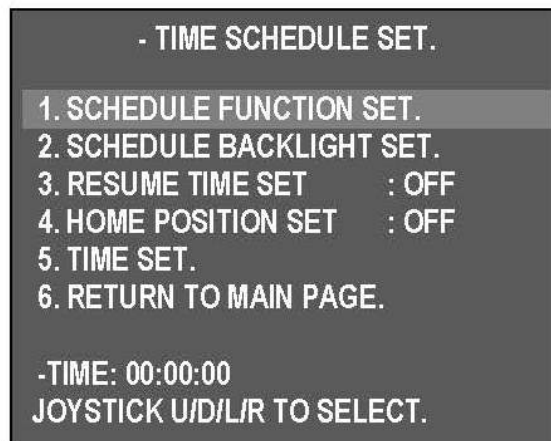 - TIME SCHEDULE SET.
1. SCHEDULE FUNCTION SET.
2. SCHEDULE BACKLIGHT SET.
3. RESUME TIME SET : OFF
4. HOME POSITION SET : OFF
5. TIME SET.
6. RETURN TO MAIN PAGE.
-TIME: 00:00:00
JOYSTICK U/D/L/R TO SELECT.